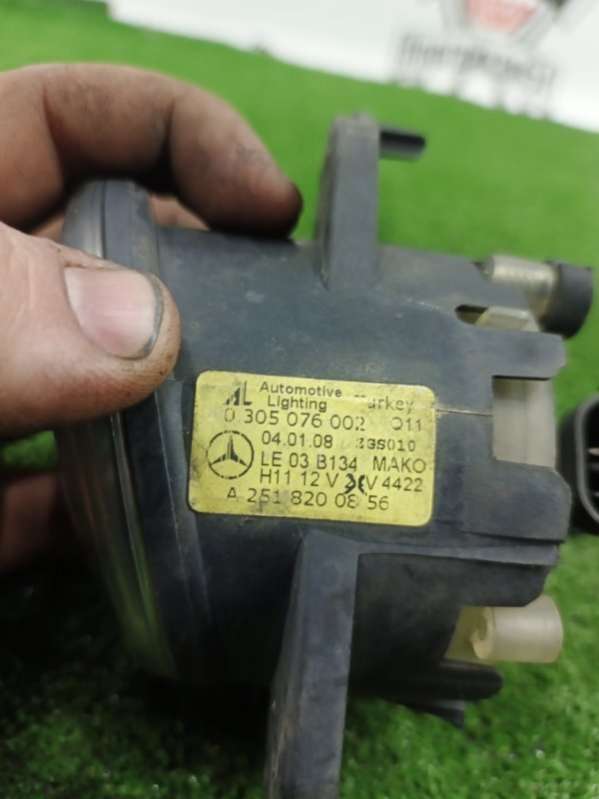 AL Automotive Lighting Turkey
0 305 076 002 011
04.01.08
LE 03 B134 MAKO
H11 12 V V 4422
A 251 820 08 56